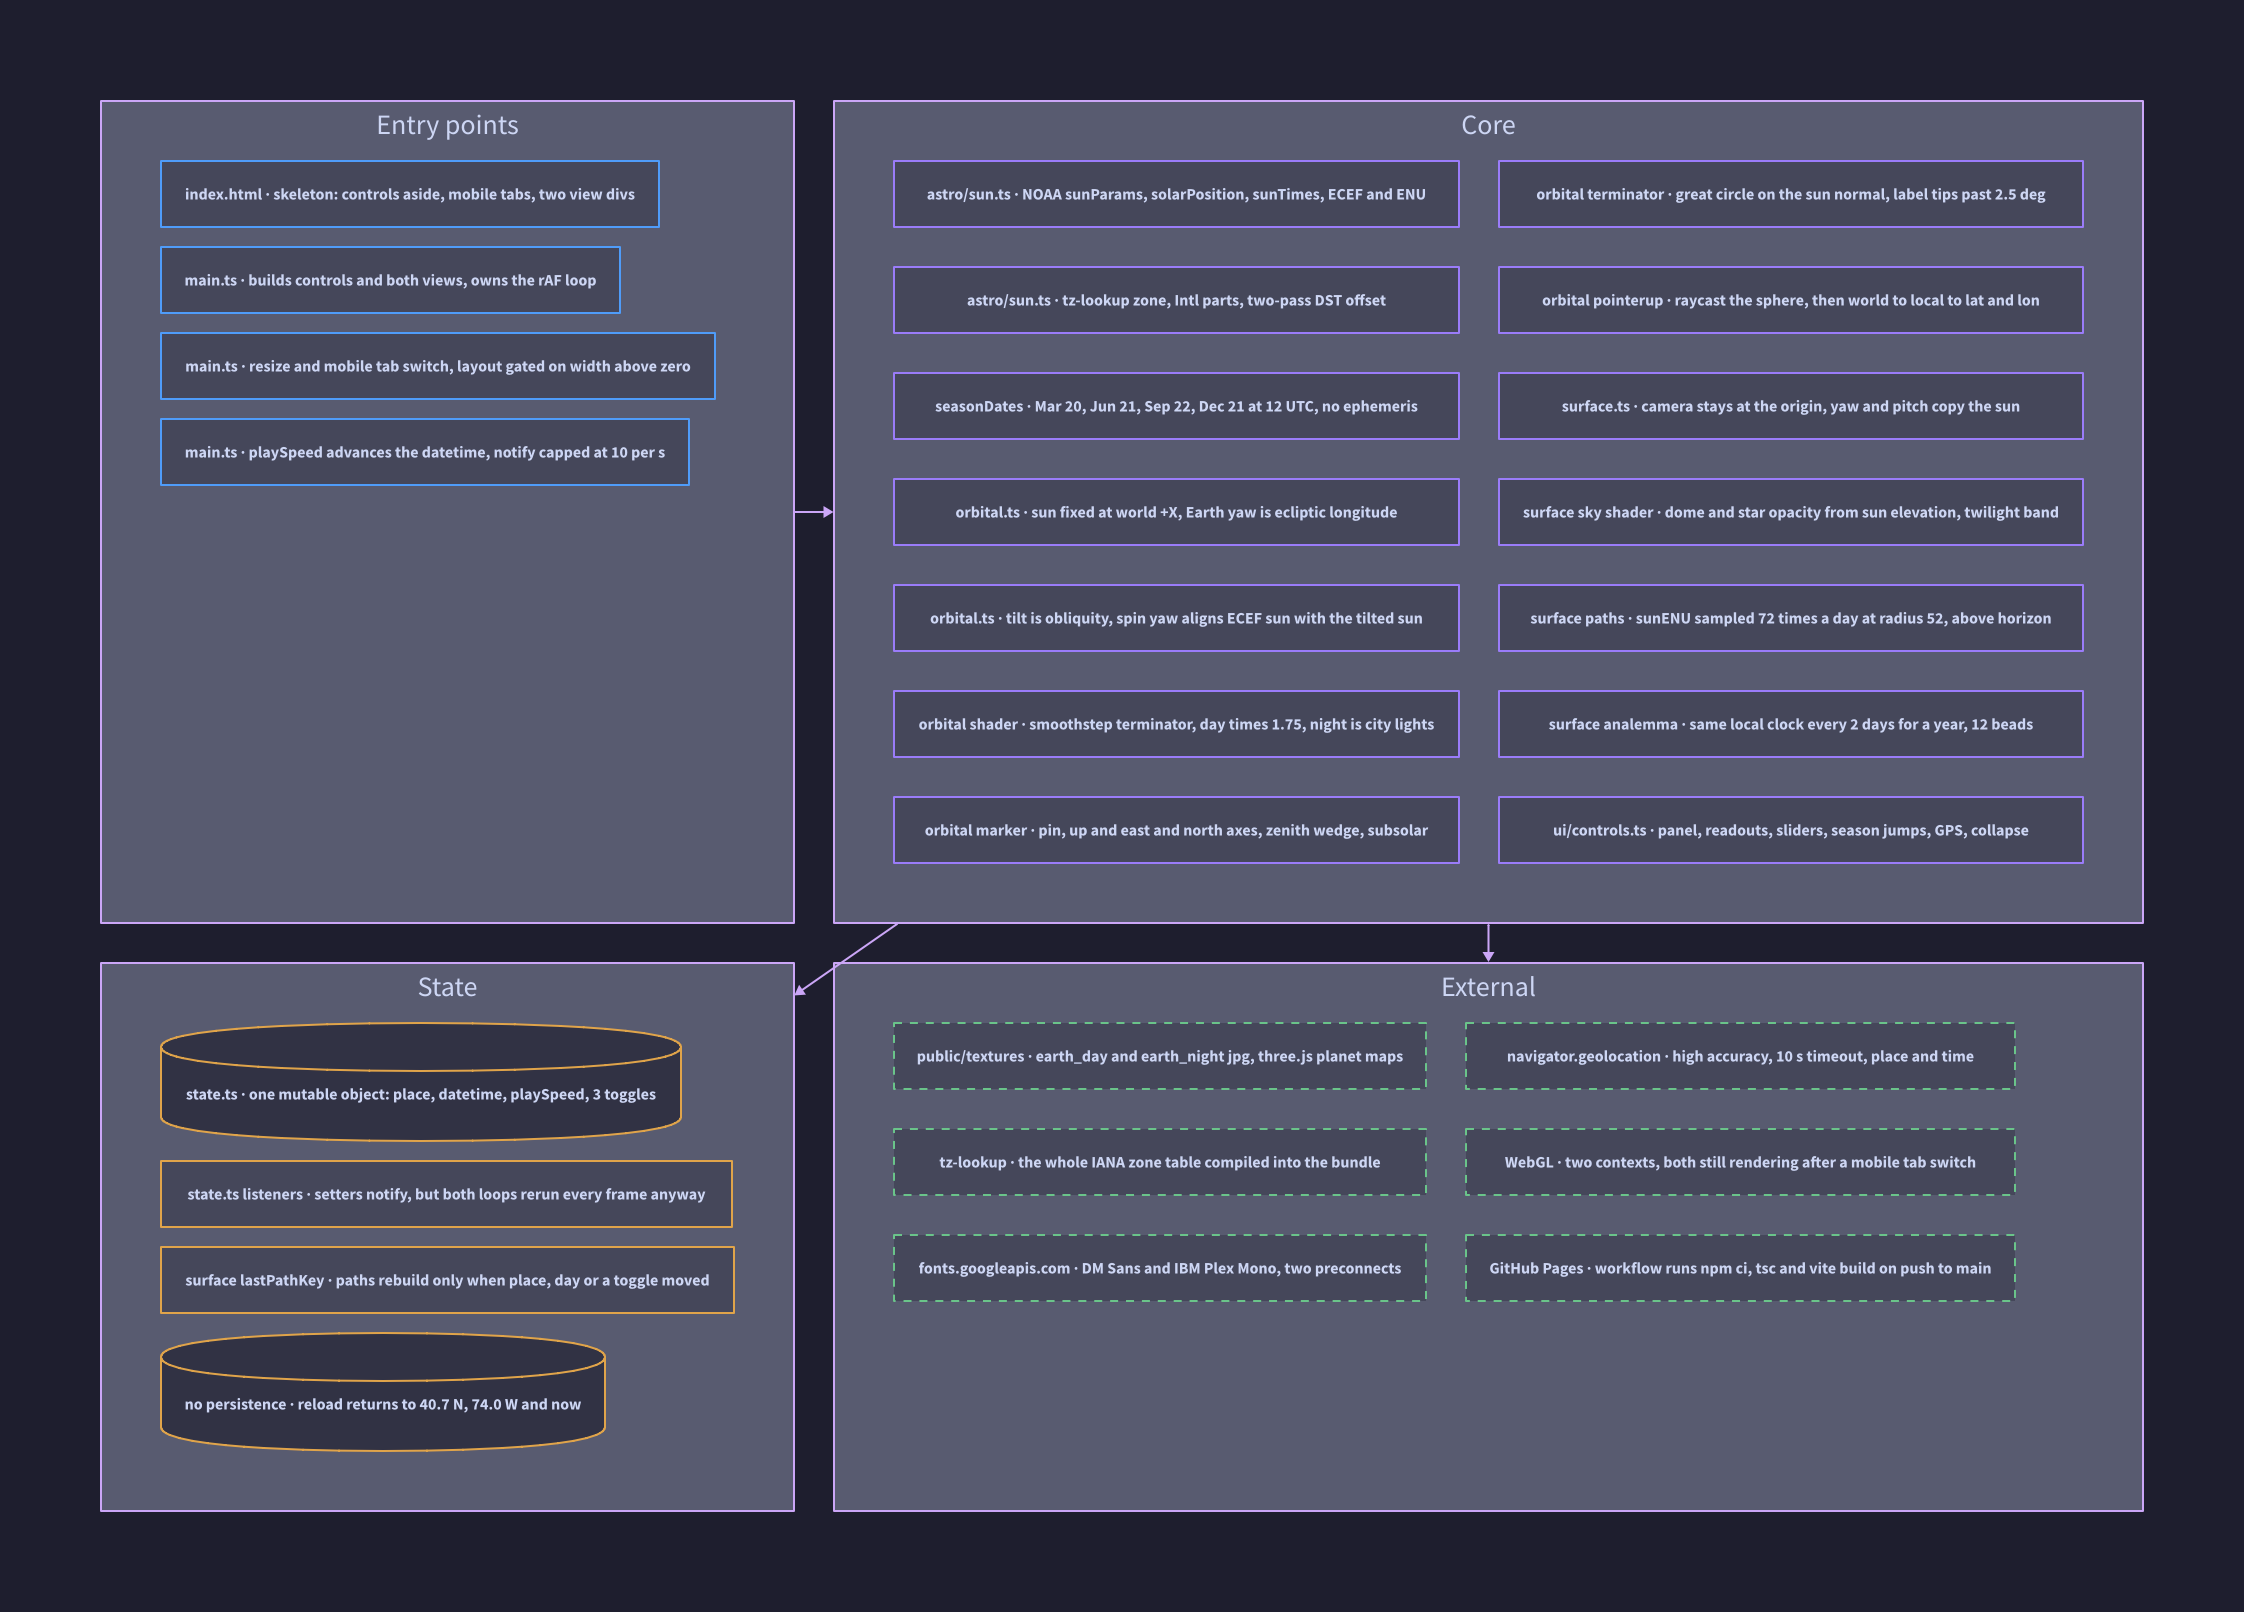 Entry points
index.html · skeleton: controls aside, mobile tabs, two view divs
main.ts · builds controls and both views, owns the rAF loop
main.ts · resize and mobile tab switch, layout gated on width above zero
main.ts · playSpeed advances the datetime, notify capped at 10 per s
Core
astro/sun.ts · NOAA sunParams, solarPosition, sunTimes, ECEF and ENU
astro/sun.ts · tz-lookup zone, Intl parts, two-pass DST offset
seasonDates · Mar 20, Jun 21, Sep 22, Dec 21 at 12 UTC, no ephemeris
orbital.ts · sun fixed at world +X, Earth yaw is ecliptic longitude
orbital.ts · tilt is obliquity, spin yaw aligns ECEF sun with the tilted sun
orbital shader · smoothstep terminator, day times 1.75, night is city lights
orbital marker · pin, up and east and north axes, zenith wedge, subsolar
orbital terminator · great circle on the sun normal, label tips past 2.5 deg
orbital pointerup · raycast the sphere, then world to local to lat and lon
surface.ts · camera stays at the origin, yaw and pitch copy the sun
surface sky shader · dome and star opacity from sun elevation, twilight band
surface paths · sunENU sampled 72 times a day at radius 52, above horizon
surface analemma · same local clock every 2 days for a year, 12 beads
ui/controls.ts · panel, readouts, sliders, season jumps, GPS, collapse
State
state.ts · one mutable object: place, datetime, playSpeed, 3 toggles
state.ts listeners · setters notify, but both loops rerun every frame anyway
surface lastPathKey · paths rebuild only when place, day or a toggle moved
no persistence · reload returns to 40.7 N, 74.0 W and now
External
public/textures · earth_day and earth_night jpg, three.js planet maps
tz-lookup · the whole IANA zone table compiled into the bundle
fonts.googleapis.com · DM Sans and IBM Plex Mono, two preconnects
navigator.geolocation · high accuracy, 10 s timeout, place and time
WebGL · two contexts, both still rendering after a mobile tab switch
GitHub Pages · workflow runs npm ci, tsc and vite build on push to main